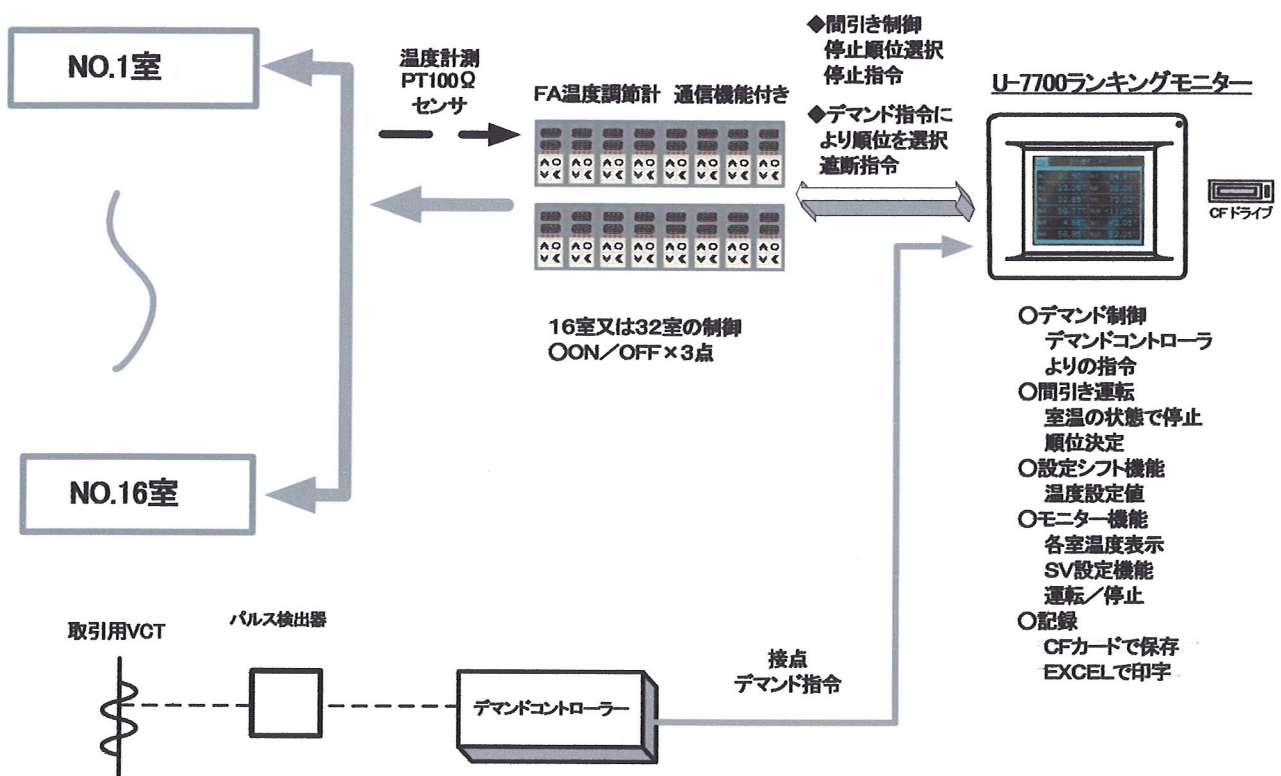 NO.1室
温度計測
PT100Ω
センサ
FA温度調節計 通信機能付き
◆間引き制御
停止順位選択
停止指令
◆デマンド指令に
より順位を選択
遮断指令
U-7700ランキングモニター
CFドライブ
16室又は32室の制御
○ON/OFF×3点
NO.16室
○デマンド制御
デマンドコントローラ
よりの指令
○間引き運転
室温の状態で停止
順位決定
○設定シフト機能
温度設定値
○モニター機能
各室温度表示
SV設定機能
運転/停止
○記録
CFカードで保存
EXCELで印字
取引用VCT
パルス検出器
デマンドコントローラー
接点
デマンド指令